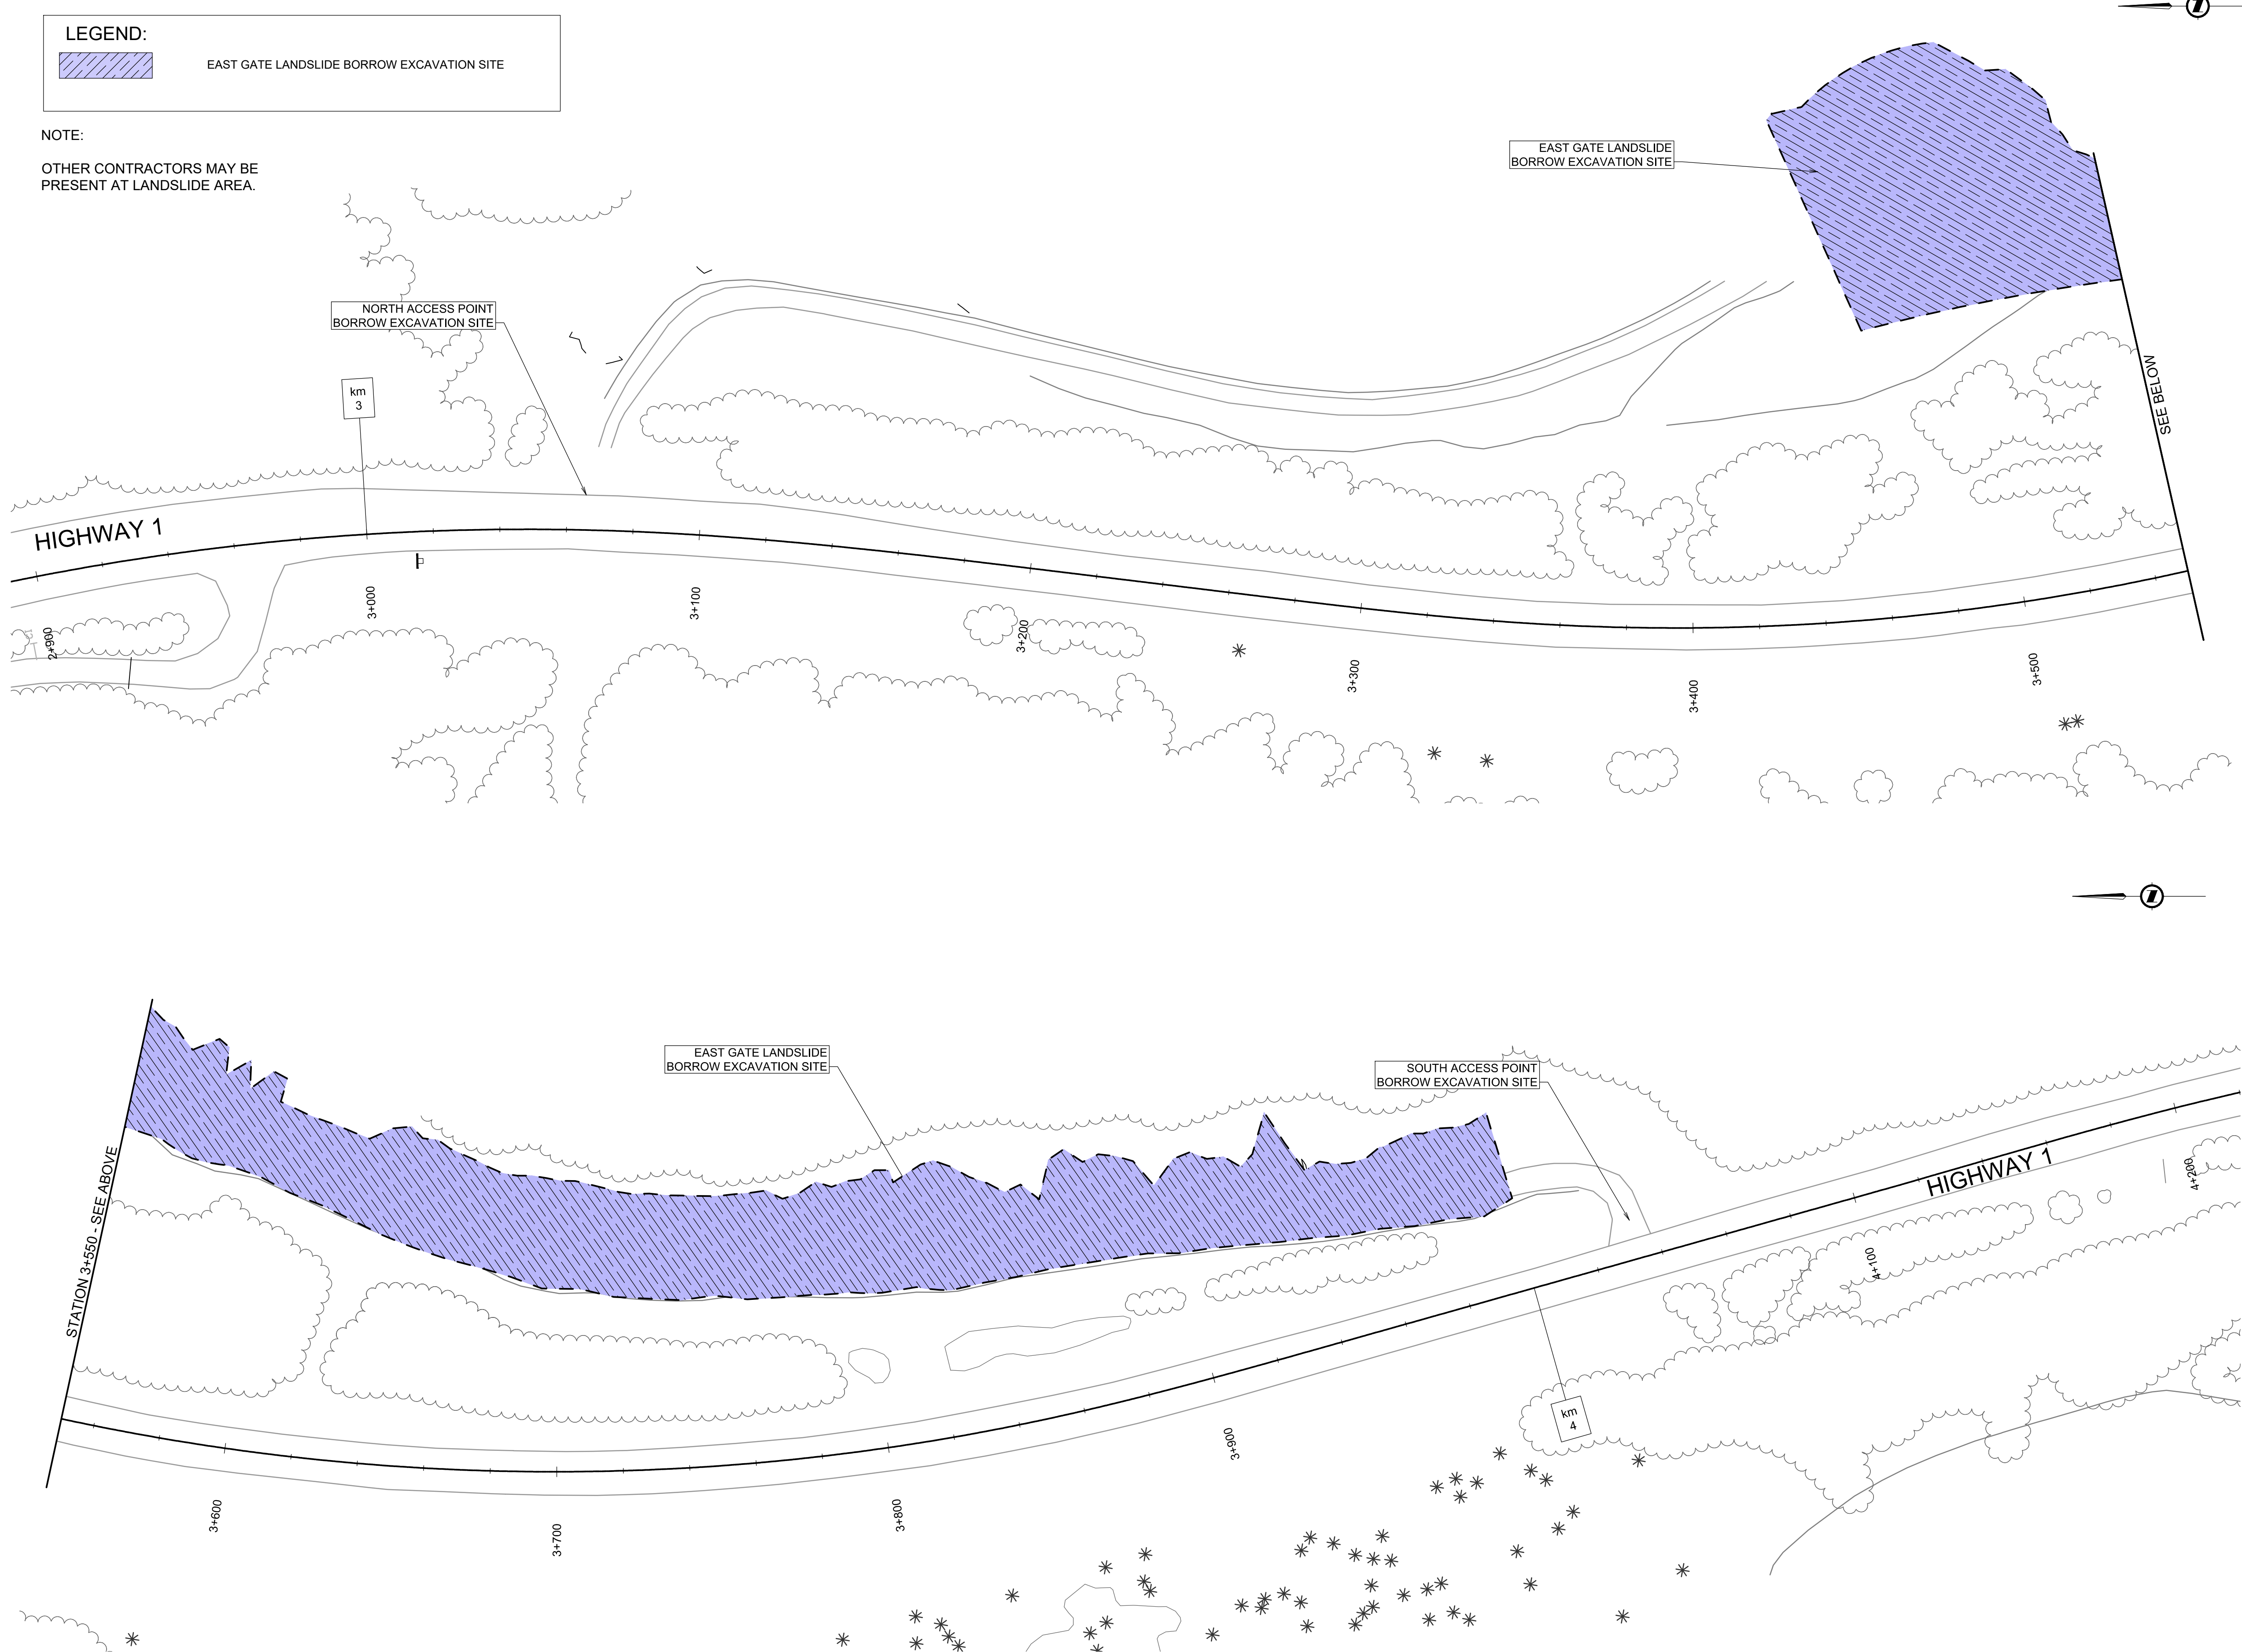 LEGEND:
EAST GATE LANDSLIDE BORROW EXCAVATION SITE
NOTE:
OTHER CONTRACTORS MAY BE
PRESENT AT LANDSLIDE AREA.
EAST GATE LANDSLIDE
BORROW EXCAVATION SITE
NORTH ACCESS POINT
BORROW EXCAVATION SITE
km
3
HIGHWAY 1
SEE BELOW
2+900
3+000
3+100
3+200
3+300
3+400
3+500
EAST GATE LANDSLIDE
BORROW EXCAVATION SITE
SOUTH ACCESS POINT
BORROW EXCAVATION SITE
STATION 3+550 - SEE ABOVE
HIGHWAY 1
km
4
3+600
3+700
3+800
3+900
4+100
4+200